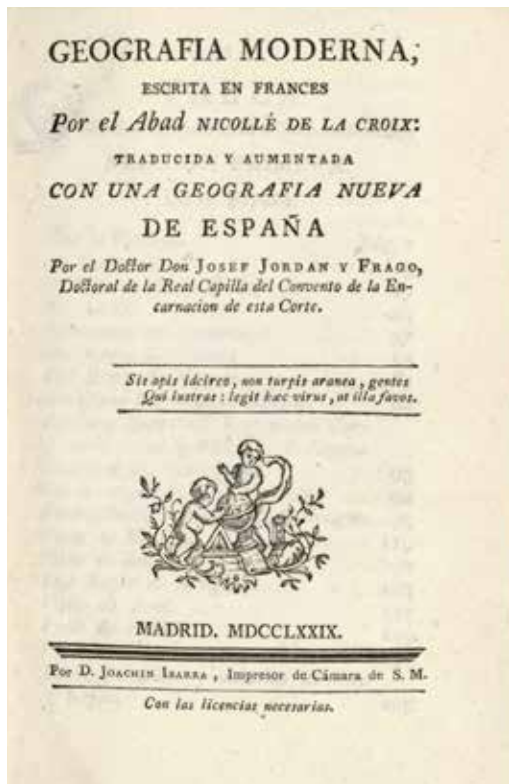 GEOGRAFIA MODERNA,
ESCRITA EN FRANCES
Por el Abad NICOLLÉ DE LA CROIX:
TRADUCIDA Y AUMENTADA
CON UNA GEOGRAFIA NUEVA
DE ESPAÑA
Por el Doctor Don JOSEF JORDAN Y FRAGO,
Doctoral de la Real Capilla del Convento de la En-
carnacion de esta Corte.
Sis apis idcirco, non turpis aranea, gentes
Qui lustras: legit hæc virus, at illa favos.
MADRID. MDCCLXXIX.
Por D. JOACHIN IBARRA, Impresor de Cámara de S. M.
Con las licencias necesarias.